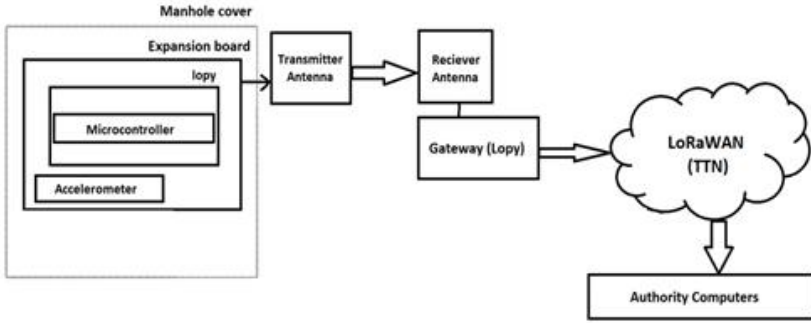 Manhole cover
Expansion board
lopy
Microcontroller
Accelerometer
Transmitter
Antenna
Reciever
Antenna
Gateway (Lopy)
LoRaWAN
(TTN)
Authority Computers